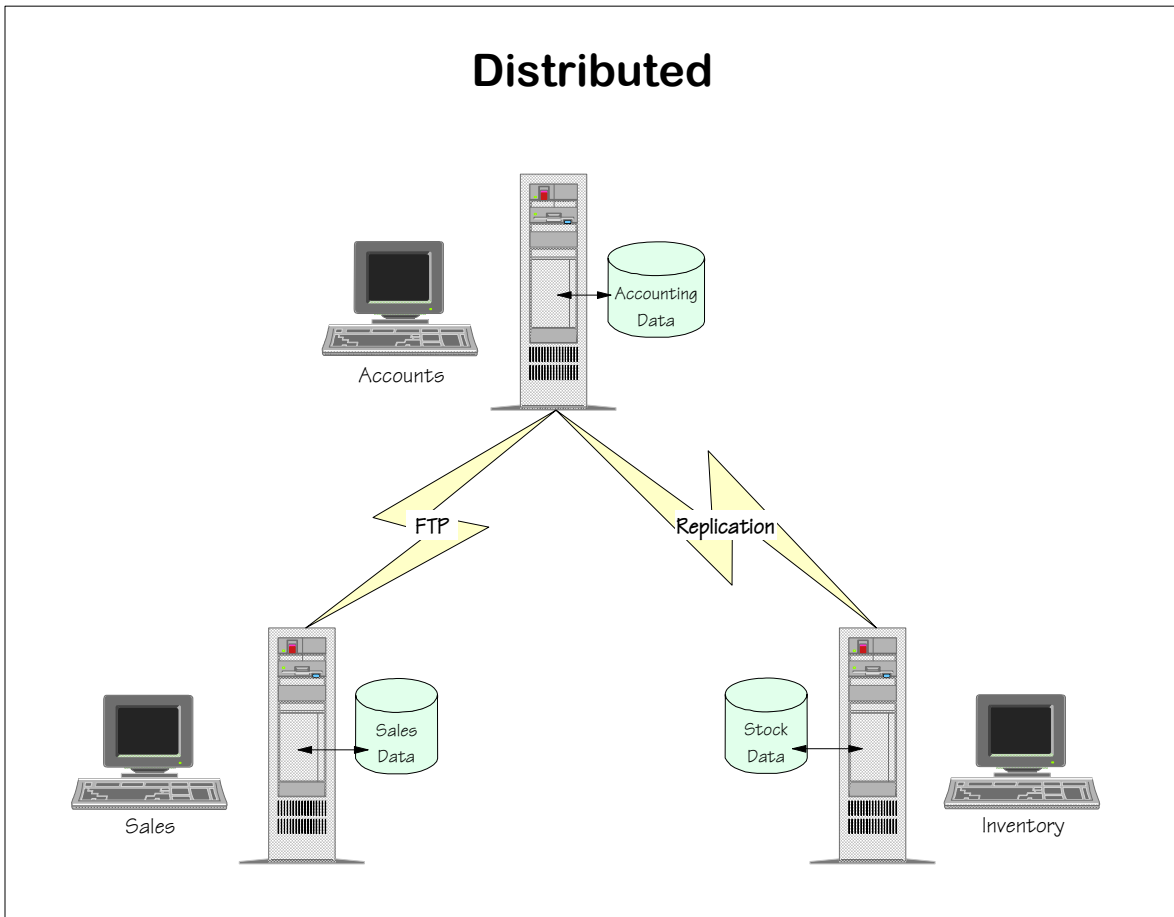 Distributed
Accounting
Data
Accounts
FTP
Replication
Sales
Data
Stock
Data
Sales
Inventory